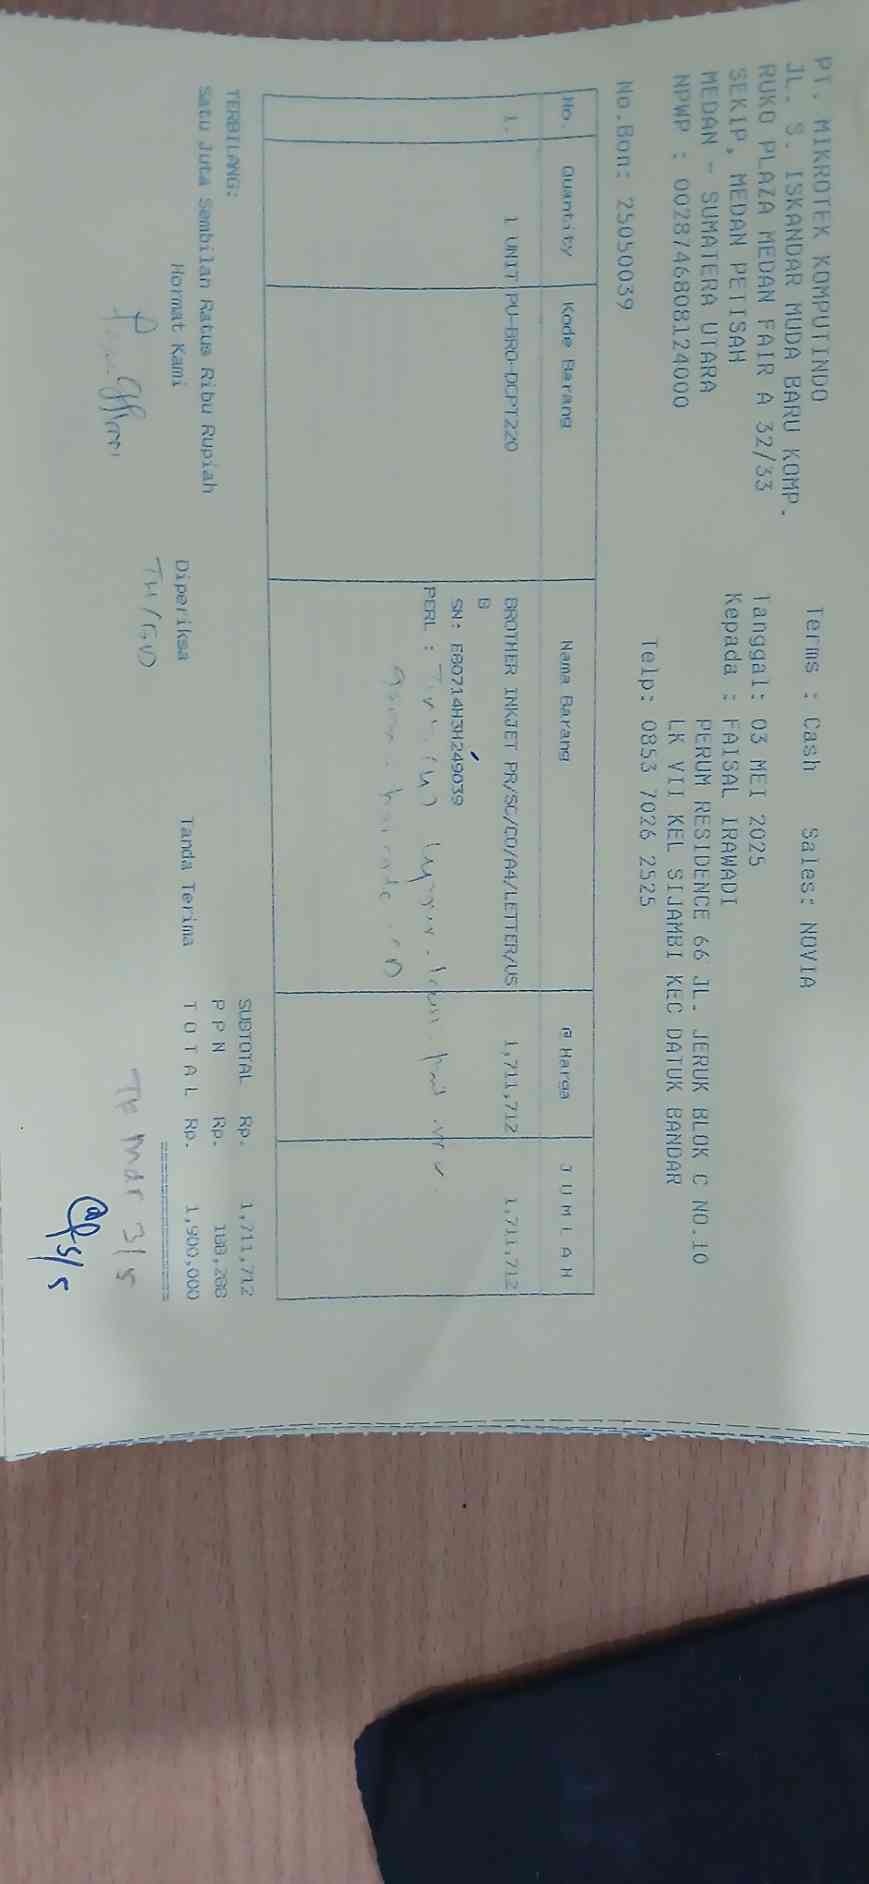 PT. MIKROTEK KOMPUTINDO
JL. S. ISKANDAR MUDA BARU KOMP.
RUKO PLAZA MEDAN FAIR A 32/33
SEKIP, MEDAN PETISAH
MEDAN - SUMATERA UTARA
NPWP : 0028746808124000
Terms : Cash Sales: NOVIA
Tanggal: 03 MEI 2025
Kepada : FAISAL IRAWADI
PERUM RESIDENCE 66 JL. JERUK BLOK C NO.10
LK VII KEL SIJAMBI KEC DATUK BANDAR
Telp: 0853 7026 2525
No.Bon: 25050039
No. Quantity Kode Barang Nama Barang @ Harga J U M L A H
1. 1 UNIT PU-BRO-DCPT220 BROTHER INKJET PR/SC/CO/A4/LETTER/US 1,711,712 1,711,712
B
SN: E80714H3H249039
PERL :
TERBILANG:
Satu Juta Sembilan Ratus Ribu Rupiah
SUBTOTAL Rp. 1,711,712
P P N Rp. 188,288
T O T A L Rp. 1,900,000
Hormat Kami Diperiksa Tanda Terima
3/5
5/5